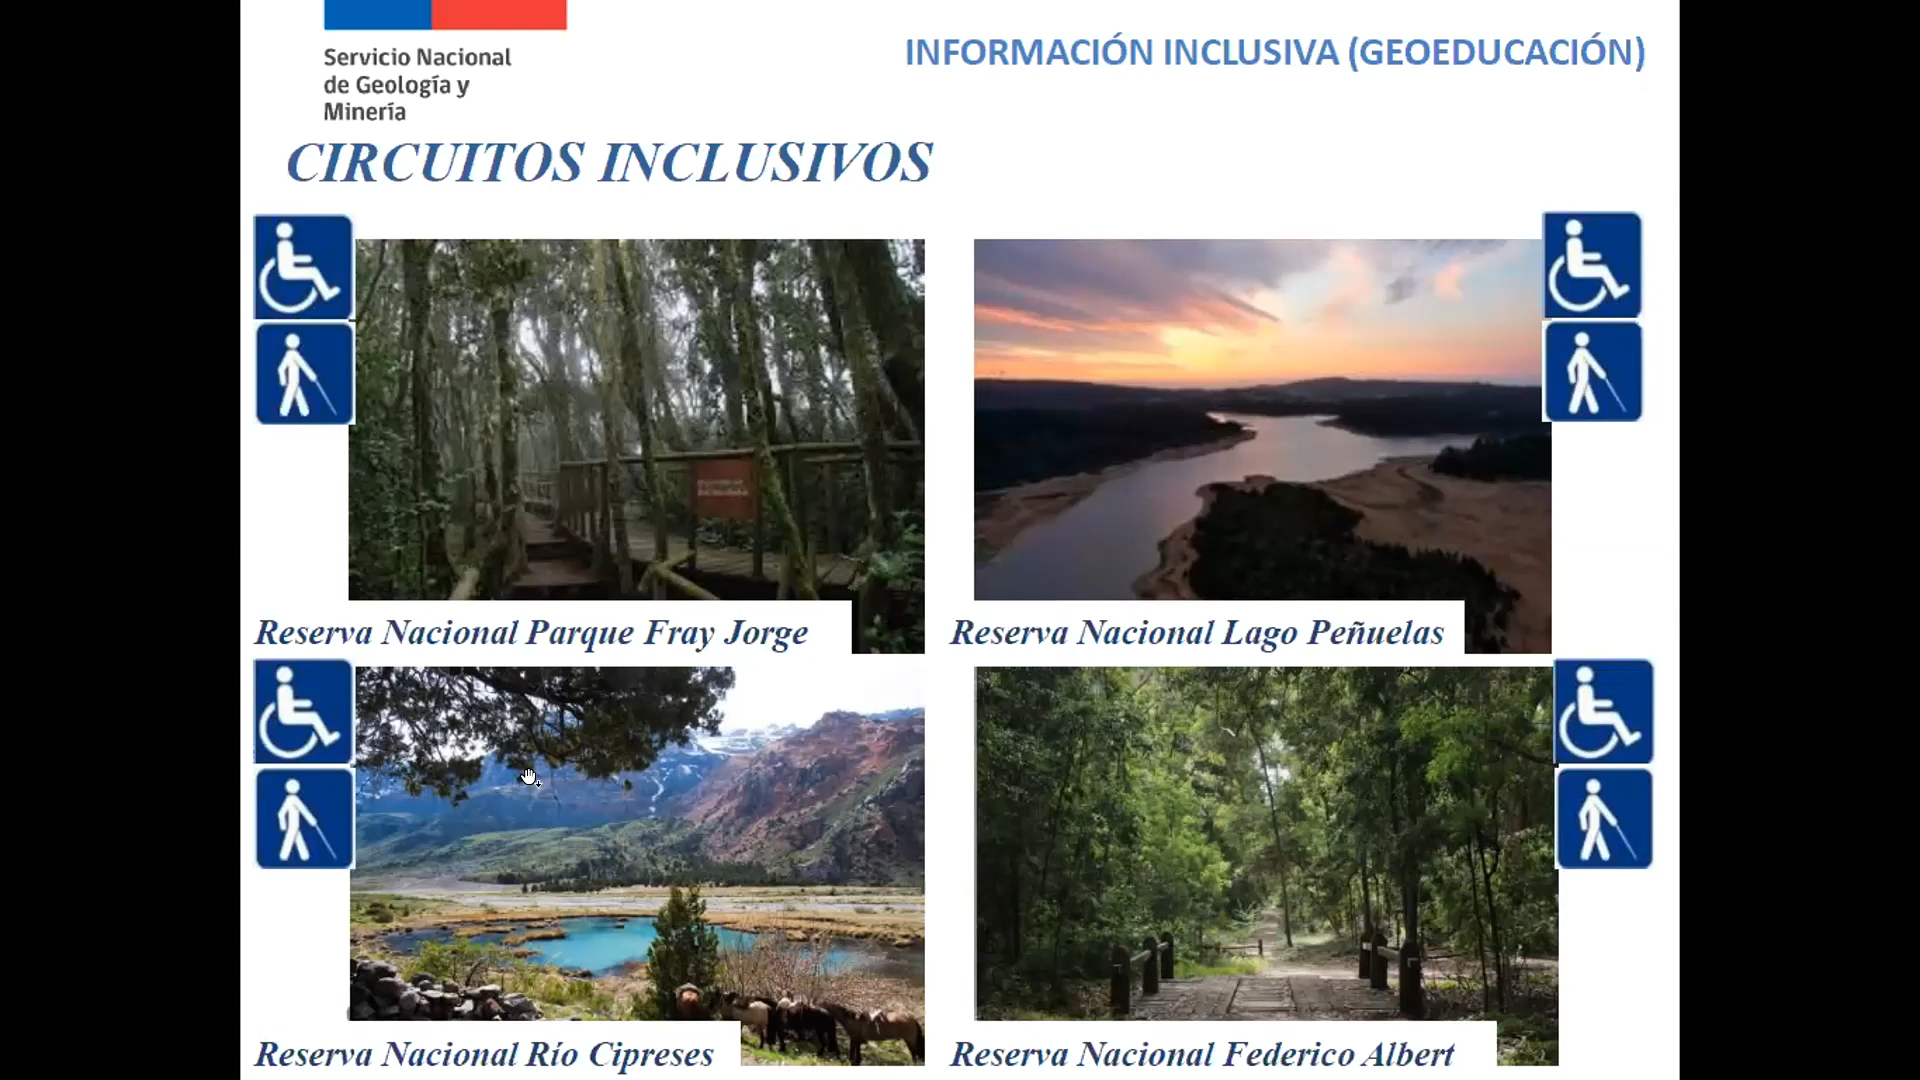 Servicio Nacional
de Geología y
Minería
INFORMACIÓN INCLUSIVA (GEOEDUCACIÓN)
CIRCUITOS INCLUSIVOS
Reserva Nacional Parque Fray Jorge
Reserva Nacional Lago Peñuelas
Reserva Nacional Río Cipreses
Reserva Nacional Federico Albert